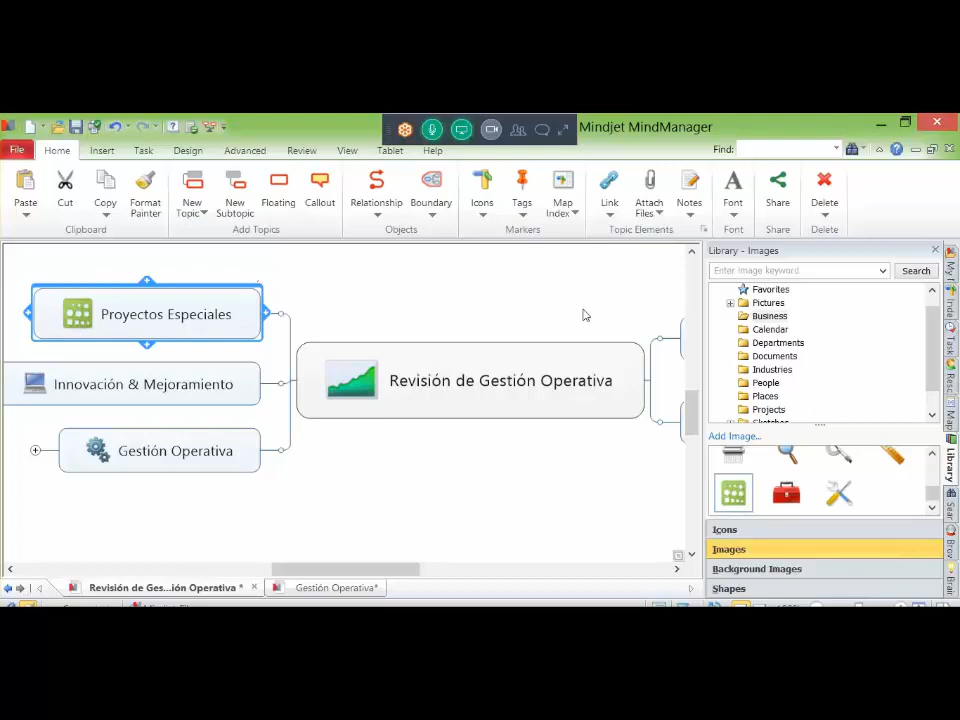 Mindjet MindManager
File Home Insert Task Design Advanced Review View Tablet Help Find:
Paste Cut Copy Format Painter New Topic New Subtopic Floating Callout Relationship Boundary Icons Tags Map Index Link Attach Files Notes Font Share Delete
Clipboard Add Topics Objects Markers Topic Elements Font Share Delete
Library - Images
Enter image keyword Search
Favorites
Pictures
Business
Calendar
Departments
Documents
Industries
People
Places
Projects
Add Image...
Icons
Images
Background Images
Shapes
Library
Proyectos Especiales
Innovación & Mejoramiento
Gestión Operativa
Revisión de Gestión Operativa
Revisión de Ges...ión Operativa * Gestión Operativa*